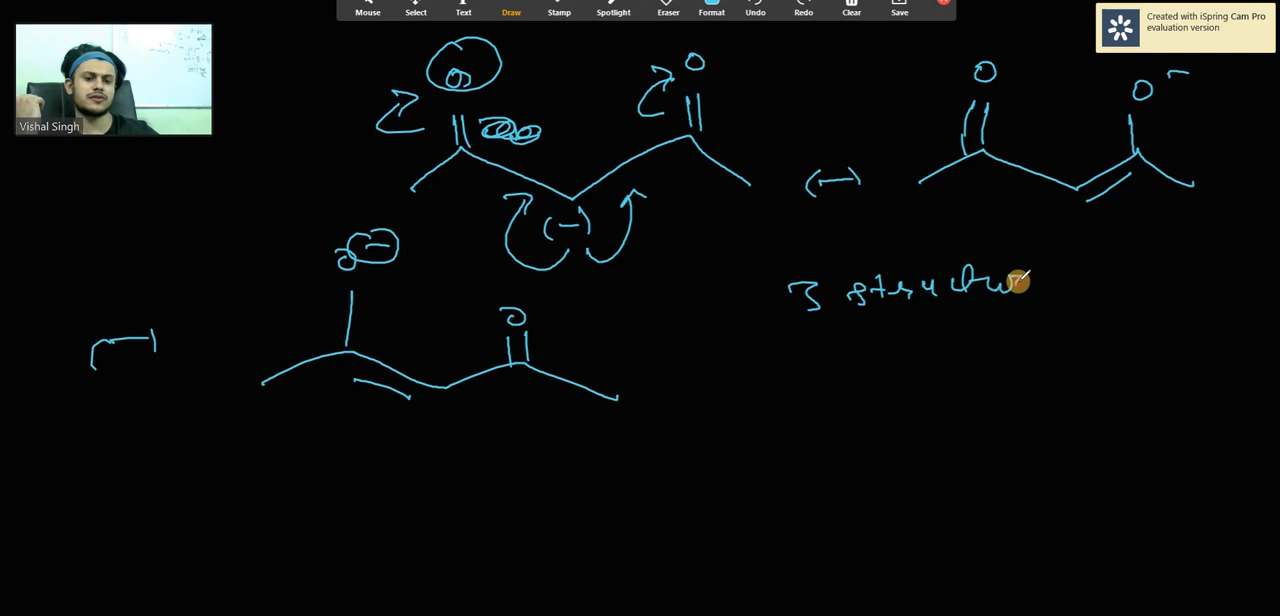 Mouse Select Text Draw Stamp Spotlight Eraser Format Undo Redo Clear Save
Created with iSpring Cam Pro
evaluation version
Vishal Singh
O O O O⁻
(−)
O −
O
3